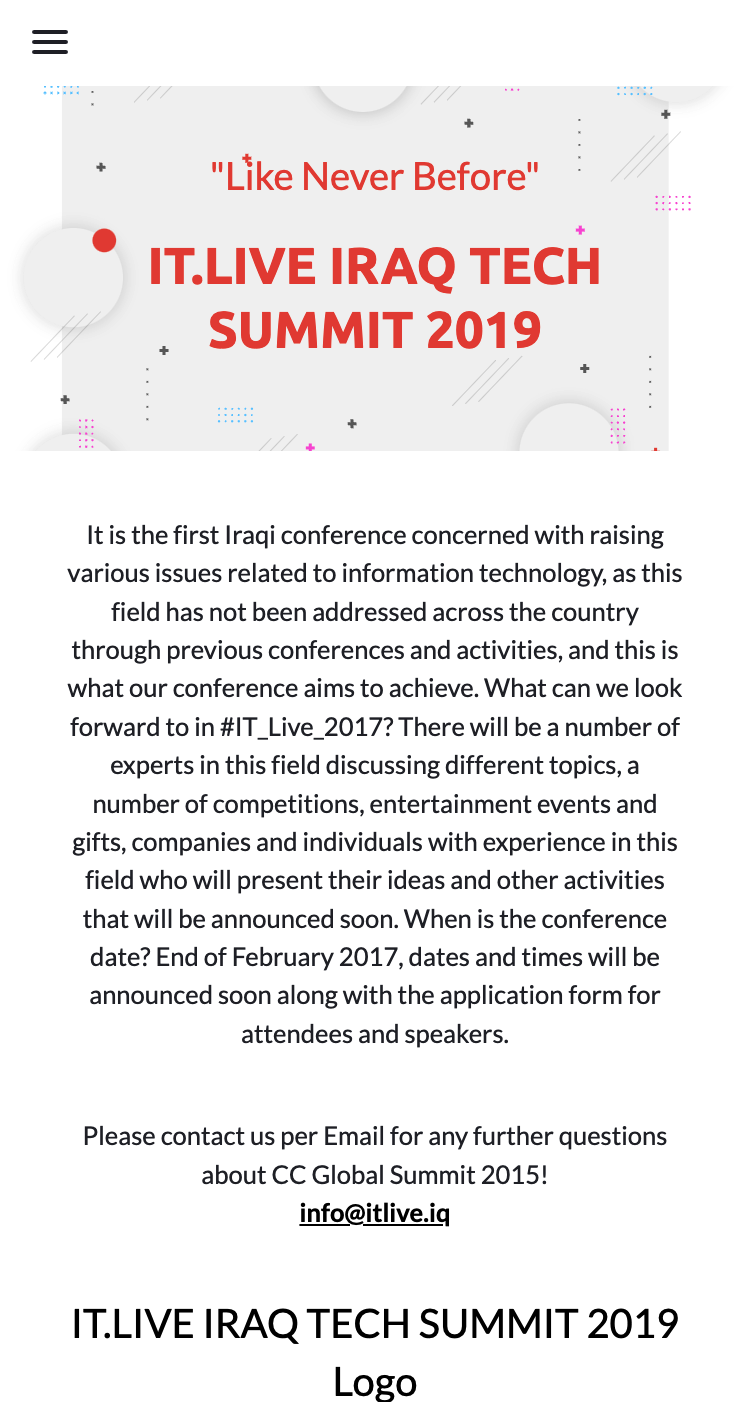 "Like Never Before"
IT.LIVE IRAQ TECH
SUMMIT 2019
It is the first Iraqi conference concerned with raising
various issues related to information technology, as this
field has not been addressed across the country
through previous conferences and activities, and this is
what our conference aims to achieve. What can we look
forward to in #IT_Live_2017? There will be a number of
experts in this field discussing different topics, a
number of competitions, entertainment events and
gifts, companies and individuals with experience in this
field who will present their ideas and other activities
that will be announced soon. When is the conference
date? End of February 2017, dates and times will be
announced soon along with the application form for
attendees and speakers.
Please contact us per Email for any further questions
about CC Global Summit 2015!
info@itlive.iq
IT.LIVE IRAQ TECH SUMMIT 2019
Logo